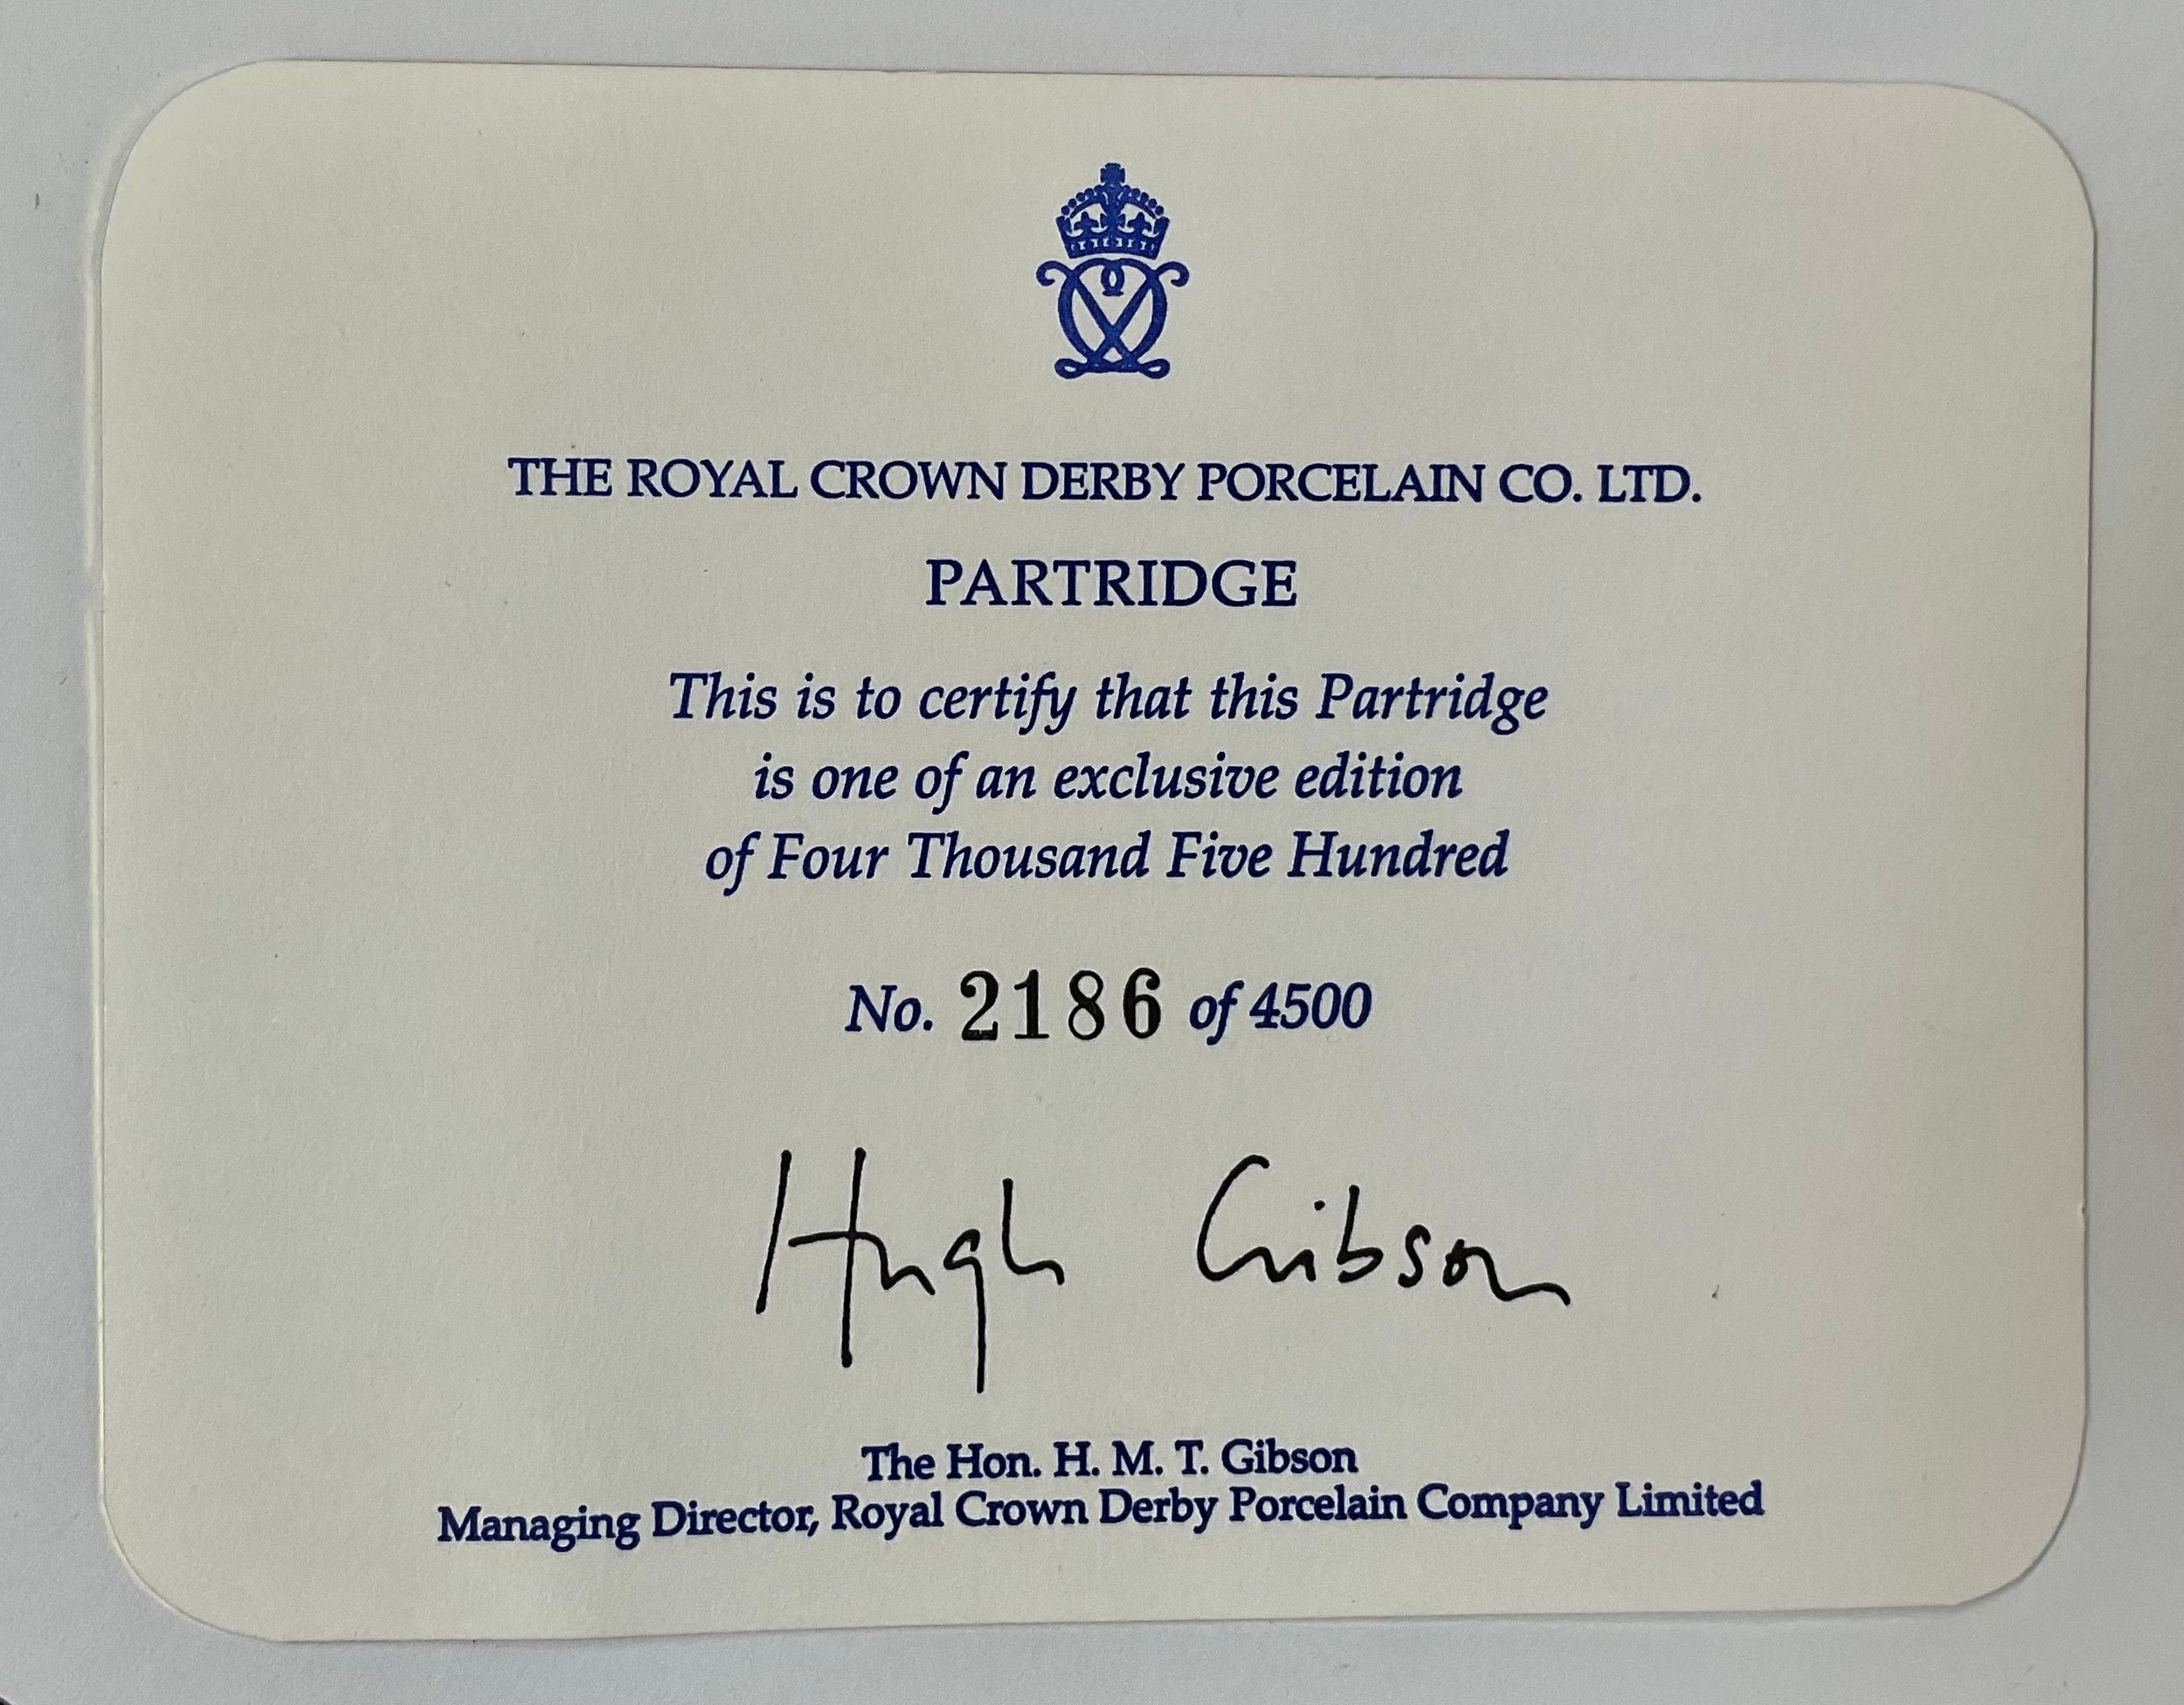 THE ROYAL CROWN DERBY PORCELAIN CO. LTD.
PARTRIDGE
This is to certify that this Partridge
is one of an exclusive edition
of Four Thousand Five Hundred
No. 2186 of 4500
Hugh Gibson
The Hon. H. M. T. Gibson
Managing Director, Royal Crown Derby Porcelain Company Limited